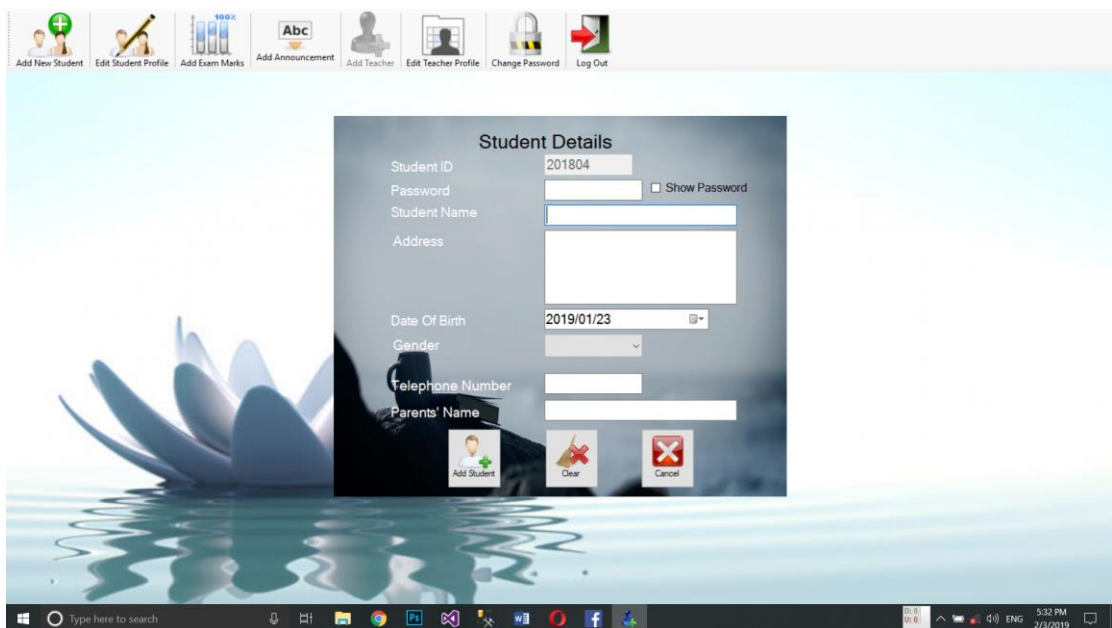 100%
Abc
Add New Student Edit Student Profile Add Exam Marks Add Announcement Add Teacher Edit Teacher Profile Change Password Log Out
Student Details
Student ID 201804
Password Show Password
Student Name
Address
Date Of Birth 2019/01/23
Gender
Telephone Number
Parents' Name
Add Student Clear Cancel
Type here to search Ps W D: 0 U: 0 ENG 5:32 PM
2/3/2019